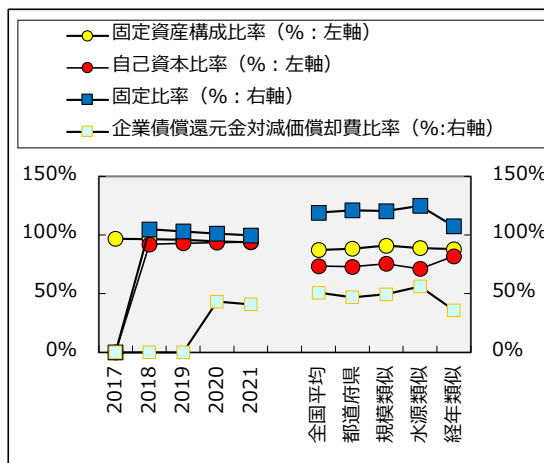 固定資産構成比率（%：左軸）
自己資本比率（%：左軸）
固定比率（%：右軸）
企業債償還元金対減価償却費比率（%:右軸）
150%
100%
50%
0%
150%
100%
50%
0%
2017
2018
2019
2020
2021
全国平均
都道府県
規模類似
水源類似
経年類似